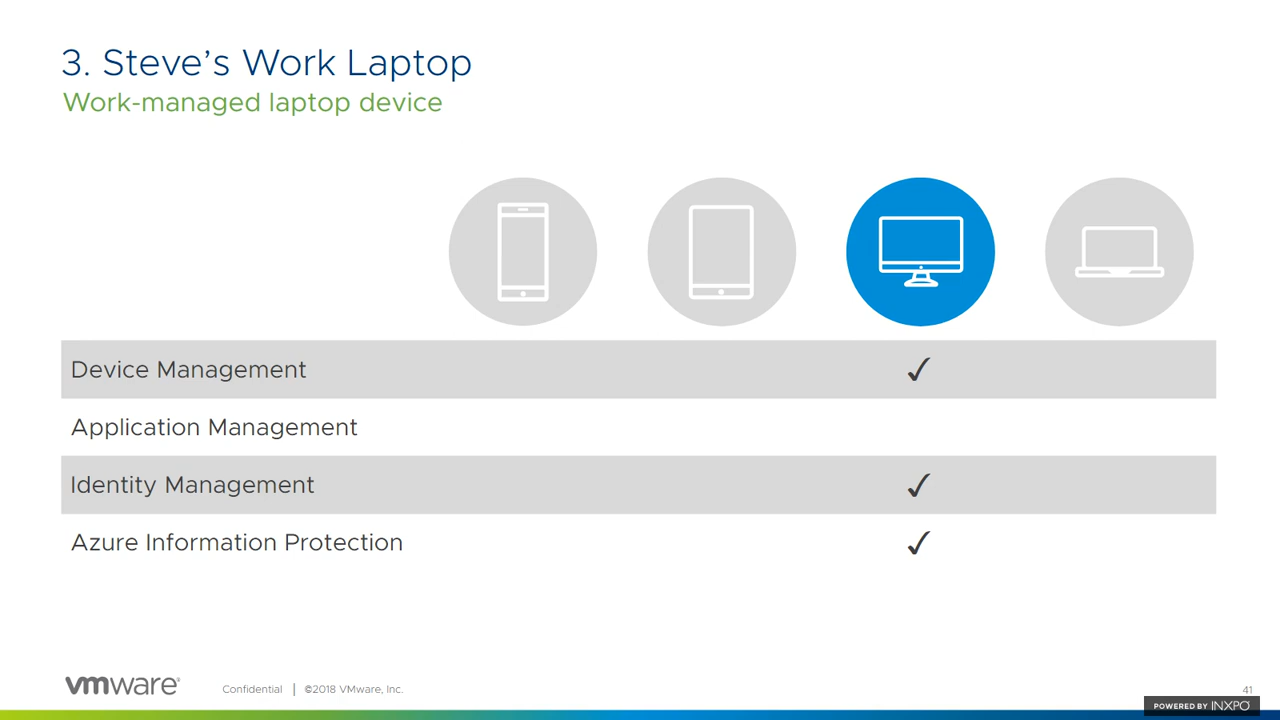 3. Steve’s Work Laptop
Work-managed laptop device
Device Management ✓
Application Management
Identity Management ✓
Azure Information Protection ✓
vmware®
Confidential | ©2018 VMware, Inc.
41
POWERED BY INXPO